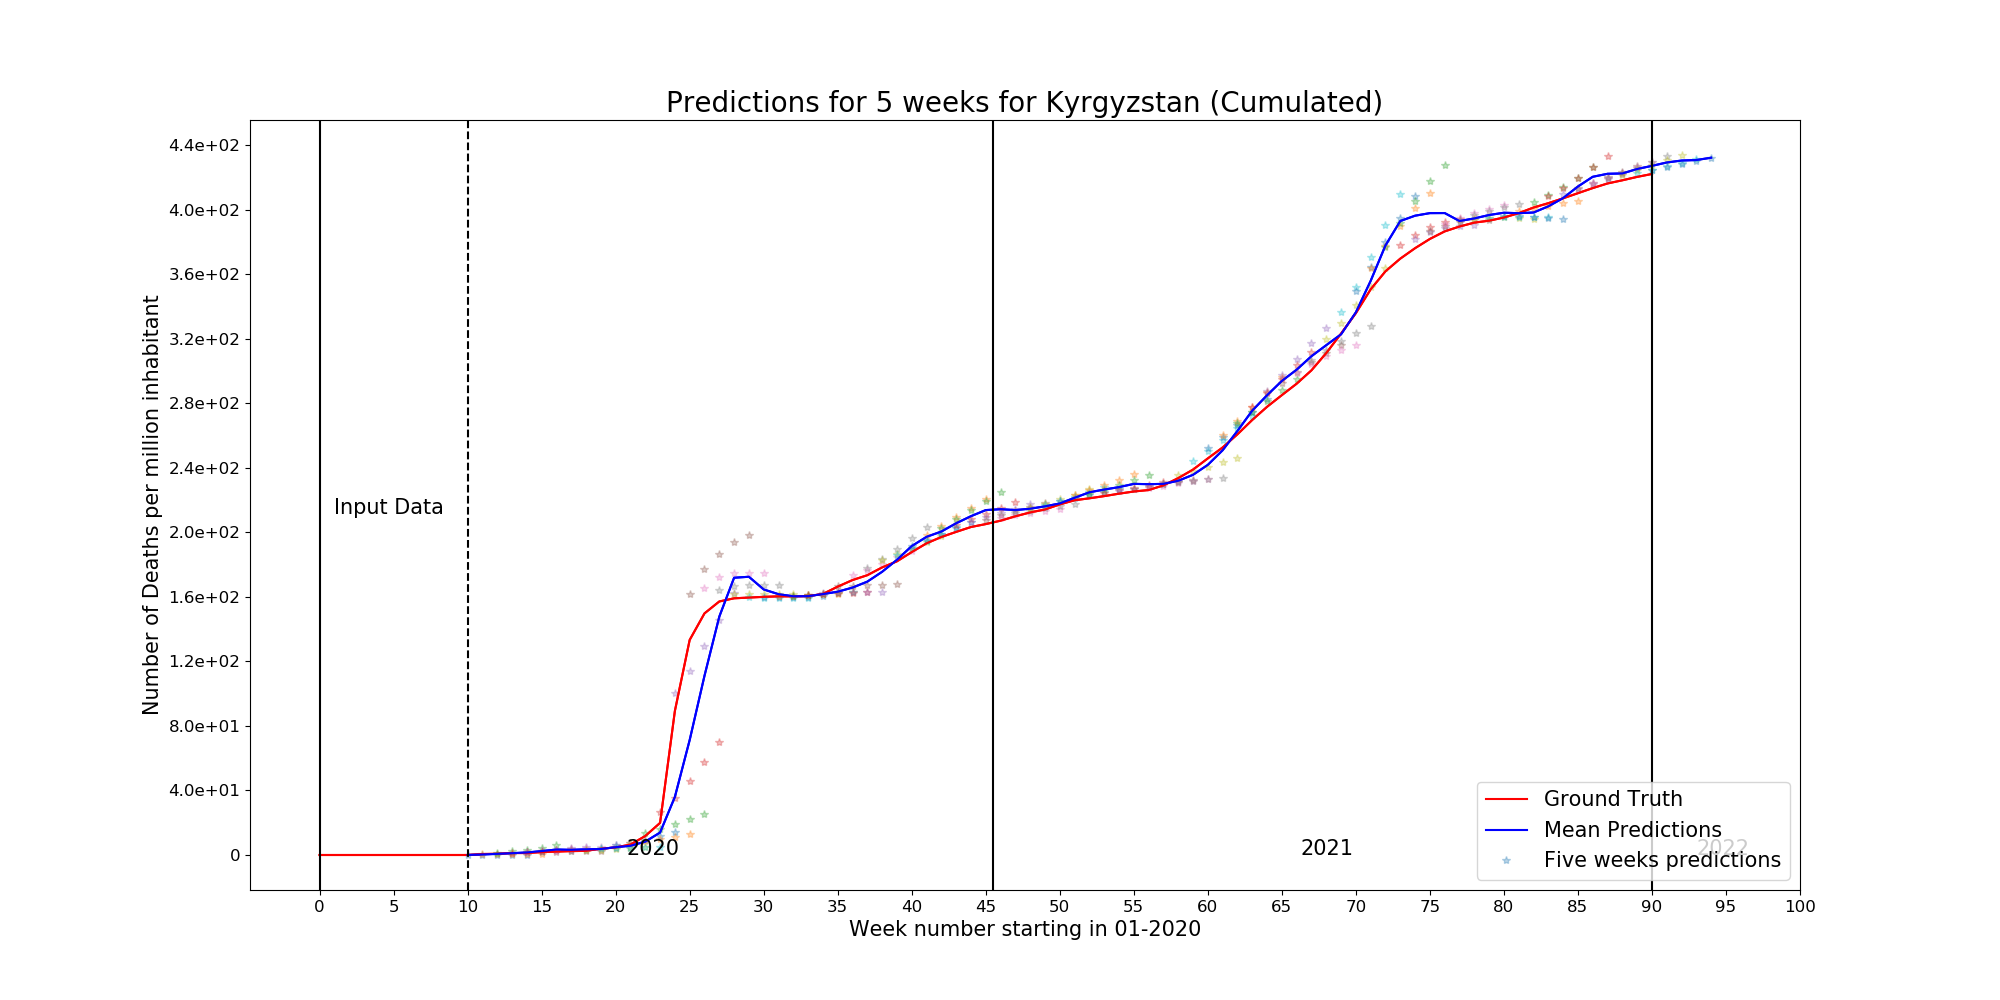 Predictions for 5 weeks for Kyrgyzstan (Cumulated)
Number of Deaths per million inhabitant
4.4e+02
4.0e+02
3.6e+02
3.2e+02
2.8e+02
2.4e+02
2.0e+02
1.6e+02
1.2e+02
8.0e+01
4.0e+01
0
Input Data
2020
2021
2022
Ground Truth
Mean Predictions
Five weeks predictions
0 5 10 15 20 25 30 35 40 45 50 55 60 65 70 75 80 85 90 95 100
Week number starting in 01-2020